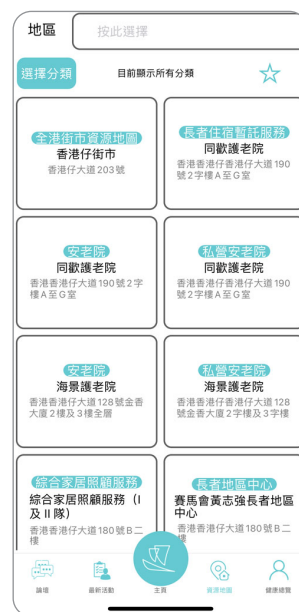 地區
按此選擇
選擇分類
目前顯示所有分類
全港街市資源地圖
香港仔街市
香港仔大道203號
長者住宿暫託服務
同歡護老院
香港香港仔香港仔大道190
號2字樓A至G室
安老院
同歡護老院
香港香港仔大道190號2字
樓A至G室
私營安老院
同歡護老院
香港香港仔香港仔大道190
號2字樓A至G室
安老院
海景護老院
香港香港仔大道128號金香
大廈2樓及3樓全層
私營安老院
海景護老院
香港香港仔香港仔大道128
號金香大廈2字樓及3字樓
綜合家居照顧服務
綜合家居照顧服務（I
及II隊）
香港香港仔大道180號B二
樓
長者地區中心
賽馬會黃志強長者地區
中心
香港香港仔大道180號B二
樓
論壇
最新活動
主頁
資源地圖
健康總覽